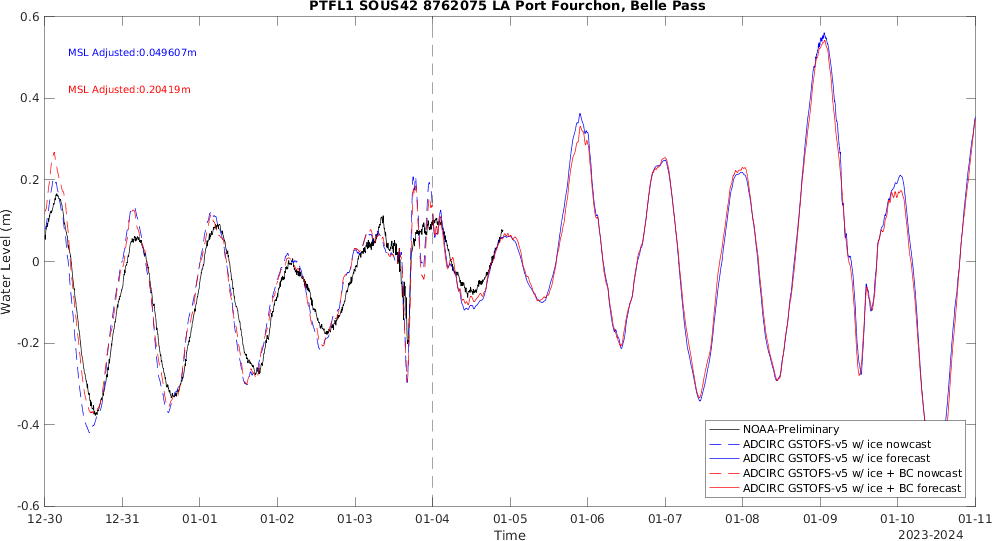 PTFL1 SOUS42 8762075 LA Port Fourchon, Belle Pass
0.6
MSL Adjusted:0.049607m
MSL Adjusted:0.20419m
0.4
0.2
0
-0.2
-0.4
-0.6
Water Level (m)
NOAA-Preliminary
ADCIRC GSTOFS-v5 w/ ice nowcast
ADCIRC GSTOFS-v5 w/ ice forecast
ADCIRC GSTOFS-v5 w/ ice + BC nowcast
ADCIRC GSTOFS-v5 w/ ice + BC forecast
12-30 12-31 01-01 01-02 01-03 01-04 01-05 01-06 01-07 01-08 01-09 01-10 01-11
Time
2023-2024